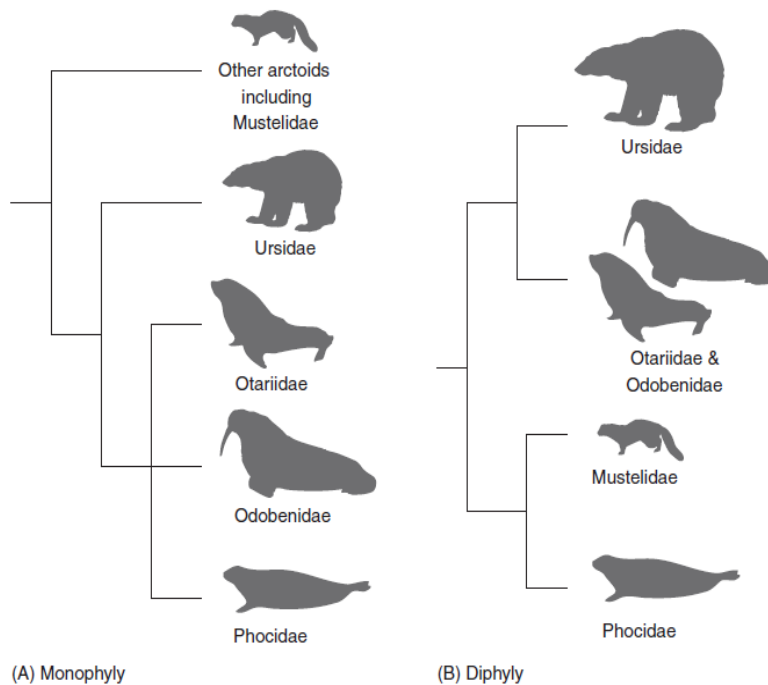 Other arctoids
including
Mustelidae
Ursidae
Otariidae
Odobenidae
Phocidae
(A) Monophyly
Ursidae
Otariidae &
Odobenidae
Mustelidae
Phocidae
(B) Diphyly